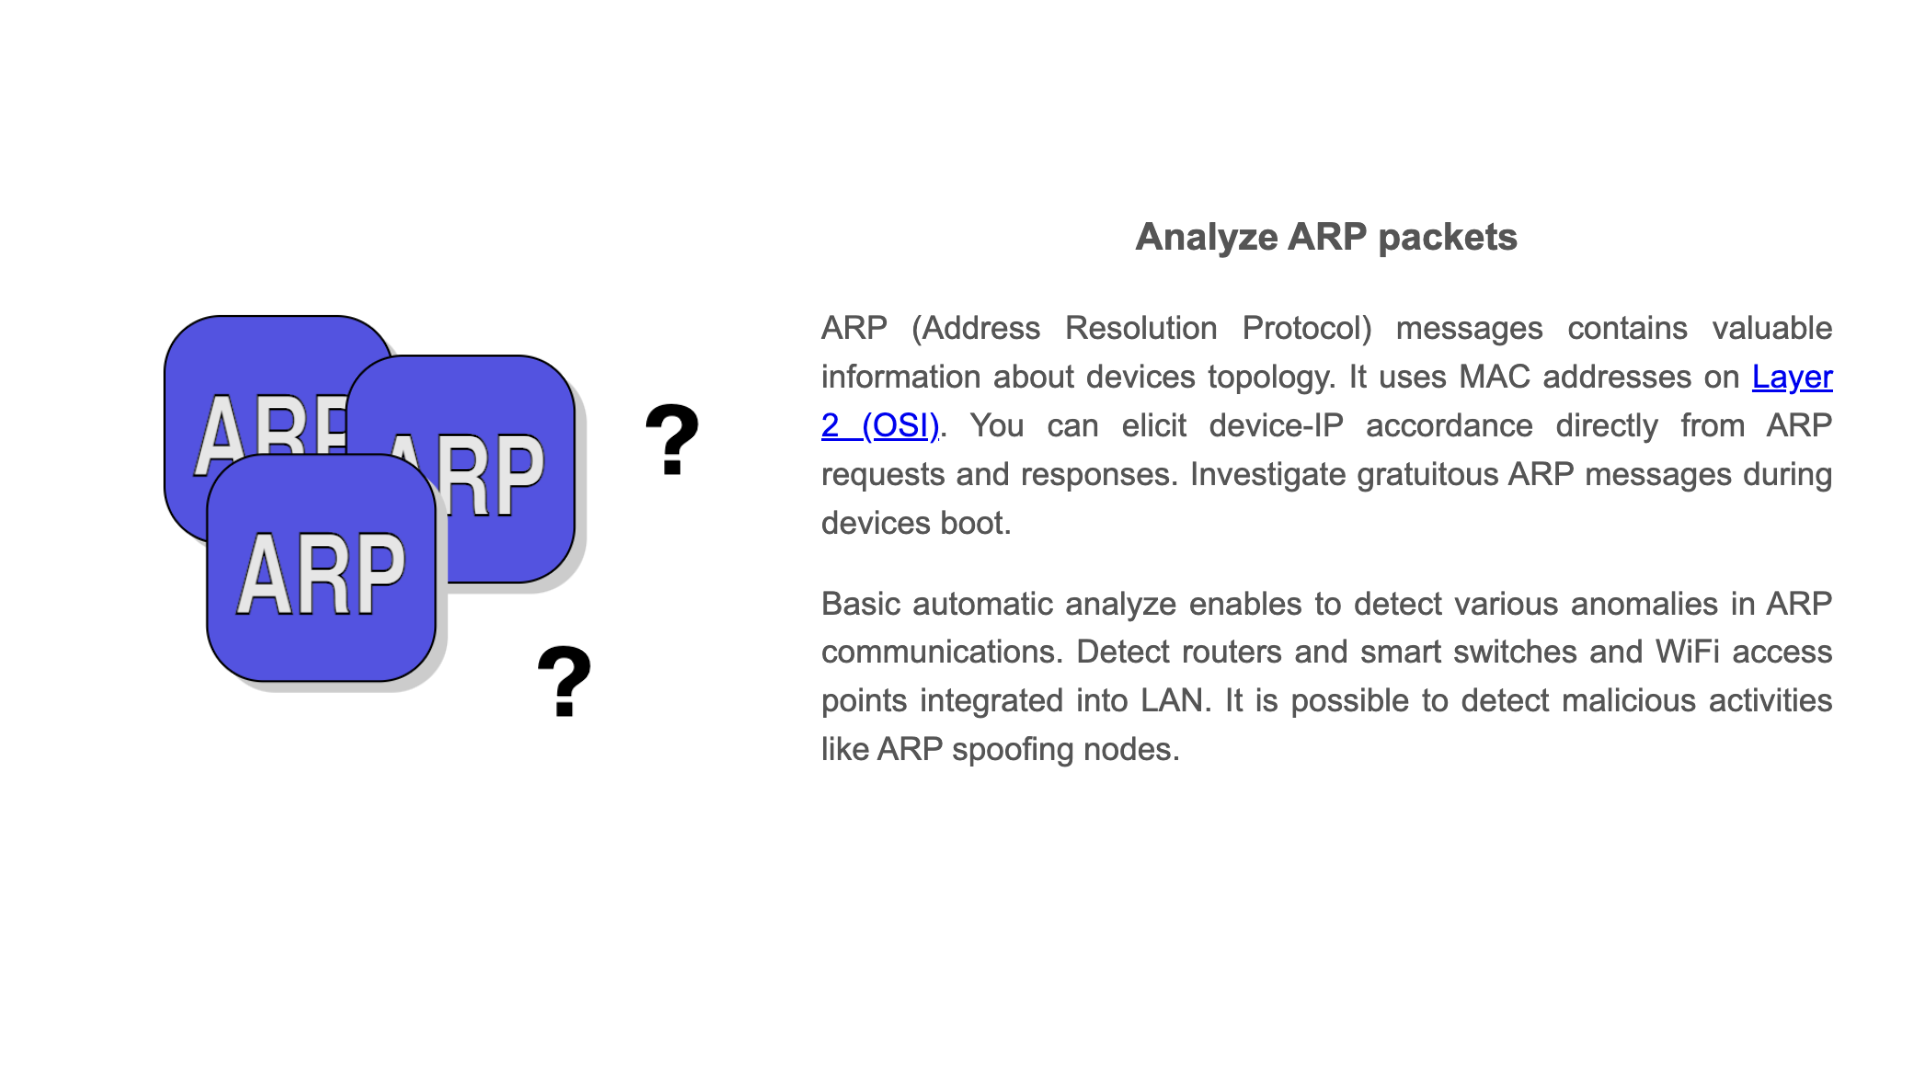 ARP
ARP
ARP
?
?
Analyze ARP packets
ARP (Address Resolution Protocol) messages contains valuable
information about devices topology. It uses MAC addresses on Layer
2 (OSI). You can elicit device-IP accordance directly from ARP
requests and responses. Investigate gratuitous ARP messages during
devices boot.
Basic automatic analyze enables to detect various anomalies in ARP
communications. Detect routers and smart switches and WiFi access
points integrated into LAN. It is possible to detect malicious activities
like ARP spoofing nodes.